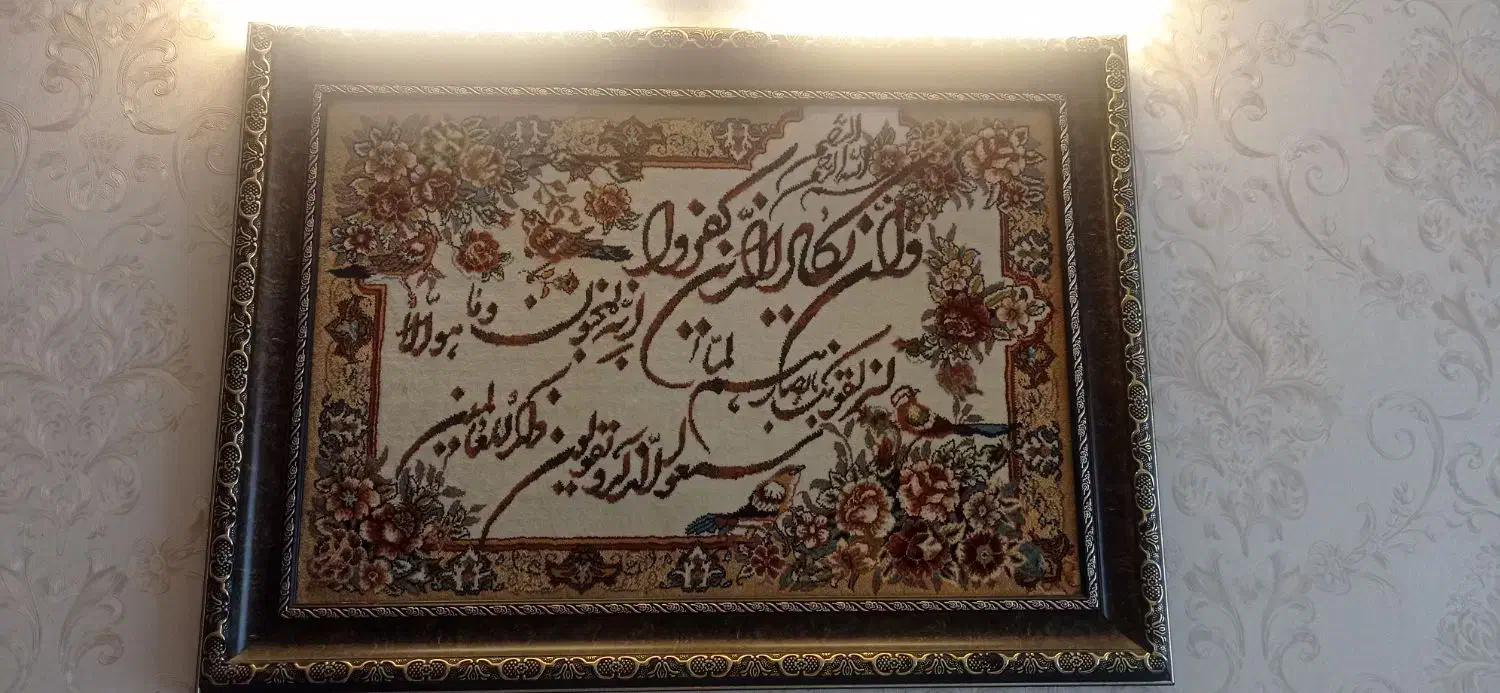 بسم الله الرحمن الرحیم
وان یکاد الذین کفروا
لیزلقونک بابصارهم لما
سمعوا الذکر و یقولون
انه لمجنون وما هو الا
ذکر للعالمین